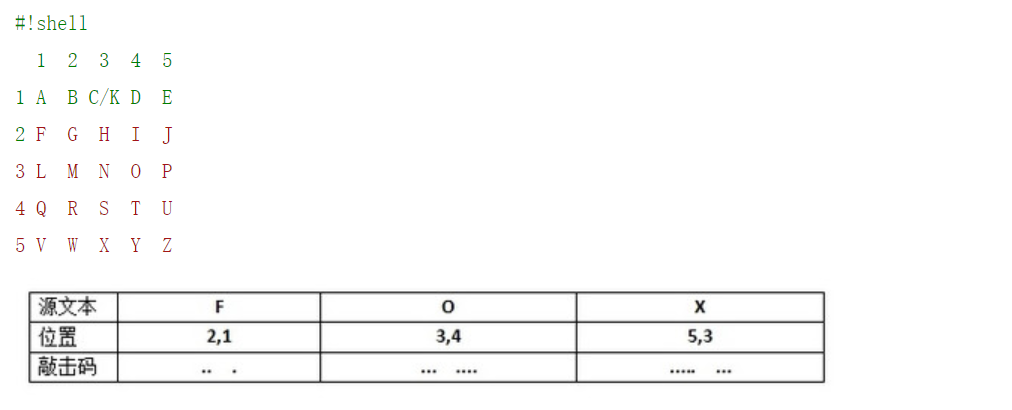 #!shell
1 2 3 4 5
1 A B C/K D E
2 F G H I J
3 L M N O P
4 Q R S T U
5 V W X Y Z
源文本 F O X
位置 2,1 3,4 5,3
敲击码 .. . ... .... ..... ...